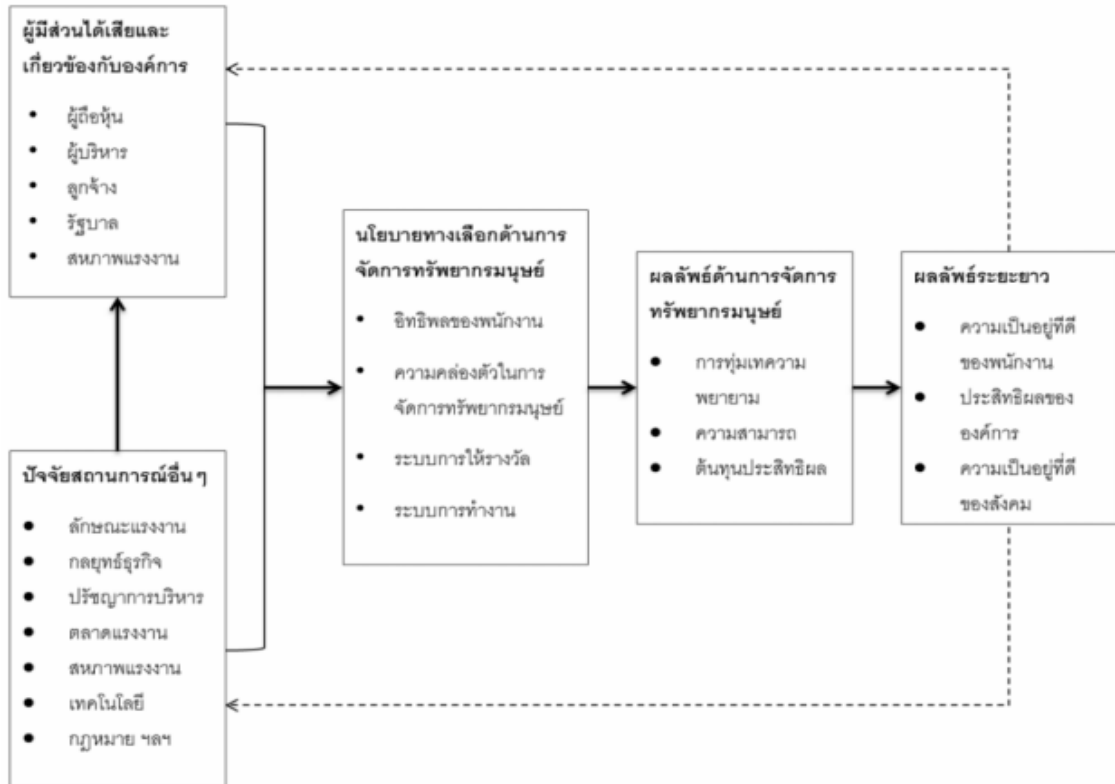 ผู้มีส่วนได้เสียและ
เกี่ยวข้องกับองค์การ
• ผู้ถือหุ้น
• ผู้บริหาร
• ลูกจ้าง
• รัฐบาล
• สหภาพแรงงาน
ปัจจัยสถานการณ์อื่นๆ
● ลักษณะแรงงาน
● กลยุทธ์ธุรกิจ
● ปรัชญาการบริหาร
● ตลาดแรงงาน
● สหภาพแรงงาน
● เทคโนโลยี
● กฎหมาย ฯลฯ
นโยบายทางเลือกด้านการ
จัดการทรัพยากรมนุษย์
• อิทธิพลของพนักงาน
• ความคล่องตัวในการ
จัดการทรัพยากรมนุษย์
• ระบบการให้รางวัล
• ระบบการทำงาน
ผลลัพธ์ด้านการจัดการ
ทรัพยากรมนุษย์
● การทุ่มเทความ
พยายาม
● ความสามารถ
● ต้นทุนประสิทธิผล
ผลลัพธ์ระยะยาว
● ความเป็นอยู่ที่ดี
ของพนักงาน
● ประสิทธิผลของ
องค์การ
● ความเป็นอยู่ที่ดี
ของสังคม